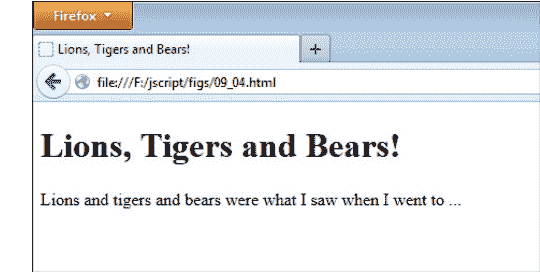 Firefox
Lions, Tigers and Bears!
file:///F:/jscript/figs/09_04.html
Lions, Tigers and Bears!
Lions and tigers and bears were what I saw when I went to ...